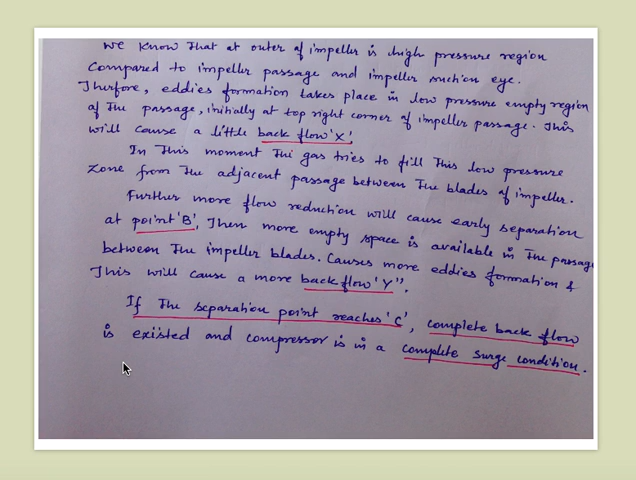 We Know That at outer of impeller is high pressure region
Compared to impeller passage and impeller suction eye.
Therfore, eddies formation takes place in low pressure empty region
of The passage, initially at top right corner of impeller passage. This
will cause a little back flow 'X'.
In This moment The gas tries to fill This low pressure
Zone from The adjacent passage between The blades of impeller.
Further more flow reduction will cause early separation
at point 'B', Then more empty space is available in The passage
between The impeller blades. Causes more eddies formation &
This will cause a more back flow 'Y''.
If The separation point reaches 'C', complete back flow
is existed and compressor is in a complete surge condition.